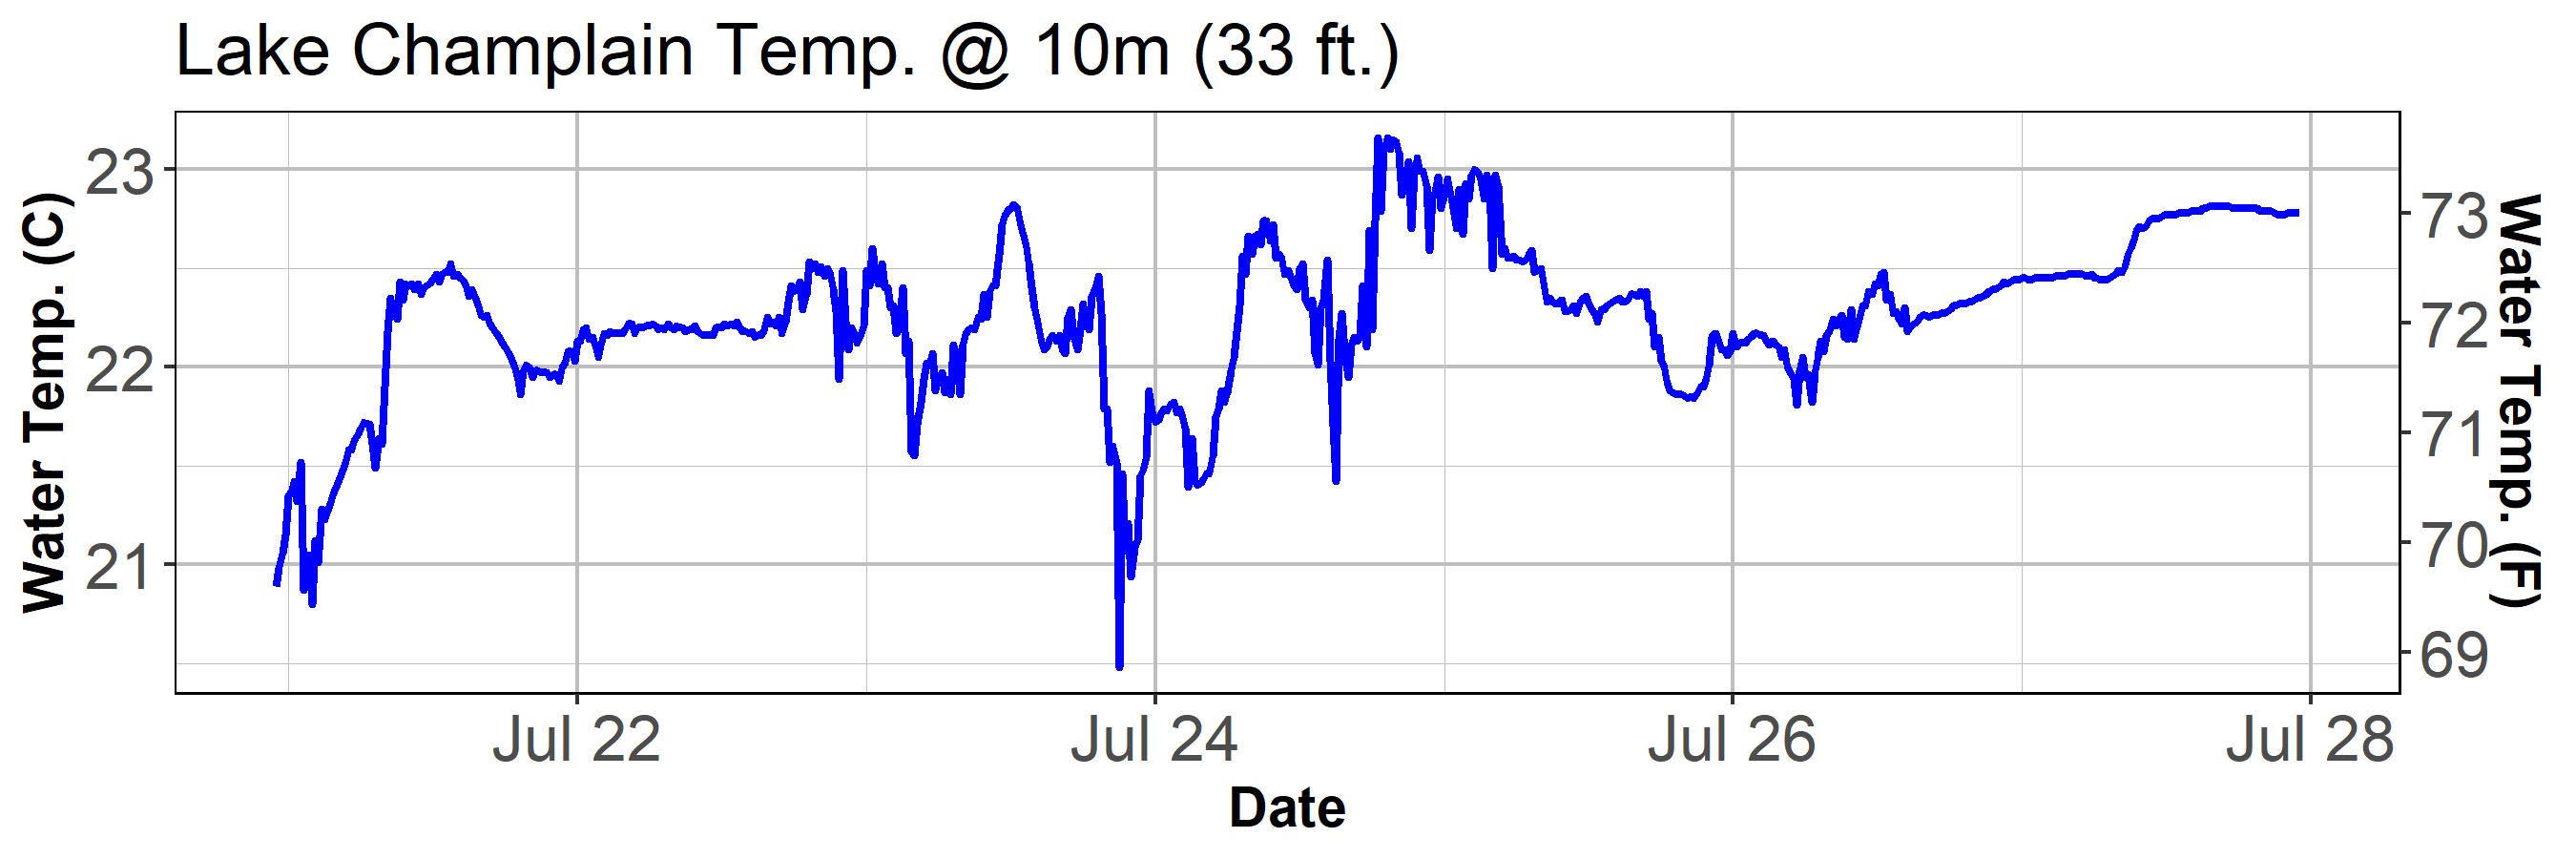 Lake Champlain Temp. @ 10m (33 ft.)
Water Temp. (C)
23
22
21
73
72
71
70
69
Water Temp. (F)
Jul 22
Jul 24
Jul 26
Jul 28
Date